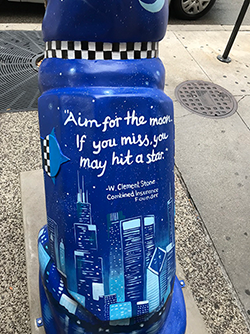 "Aim for the moon.
If you miss, you
may hit a star."
-W. Clement Stone
Combined Insurance
Founder